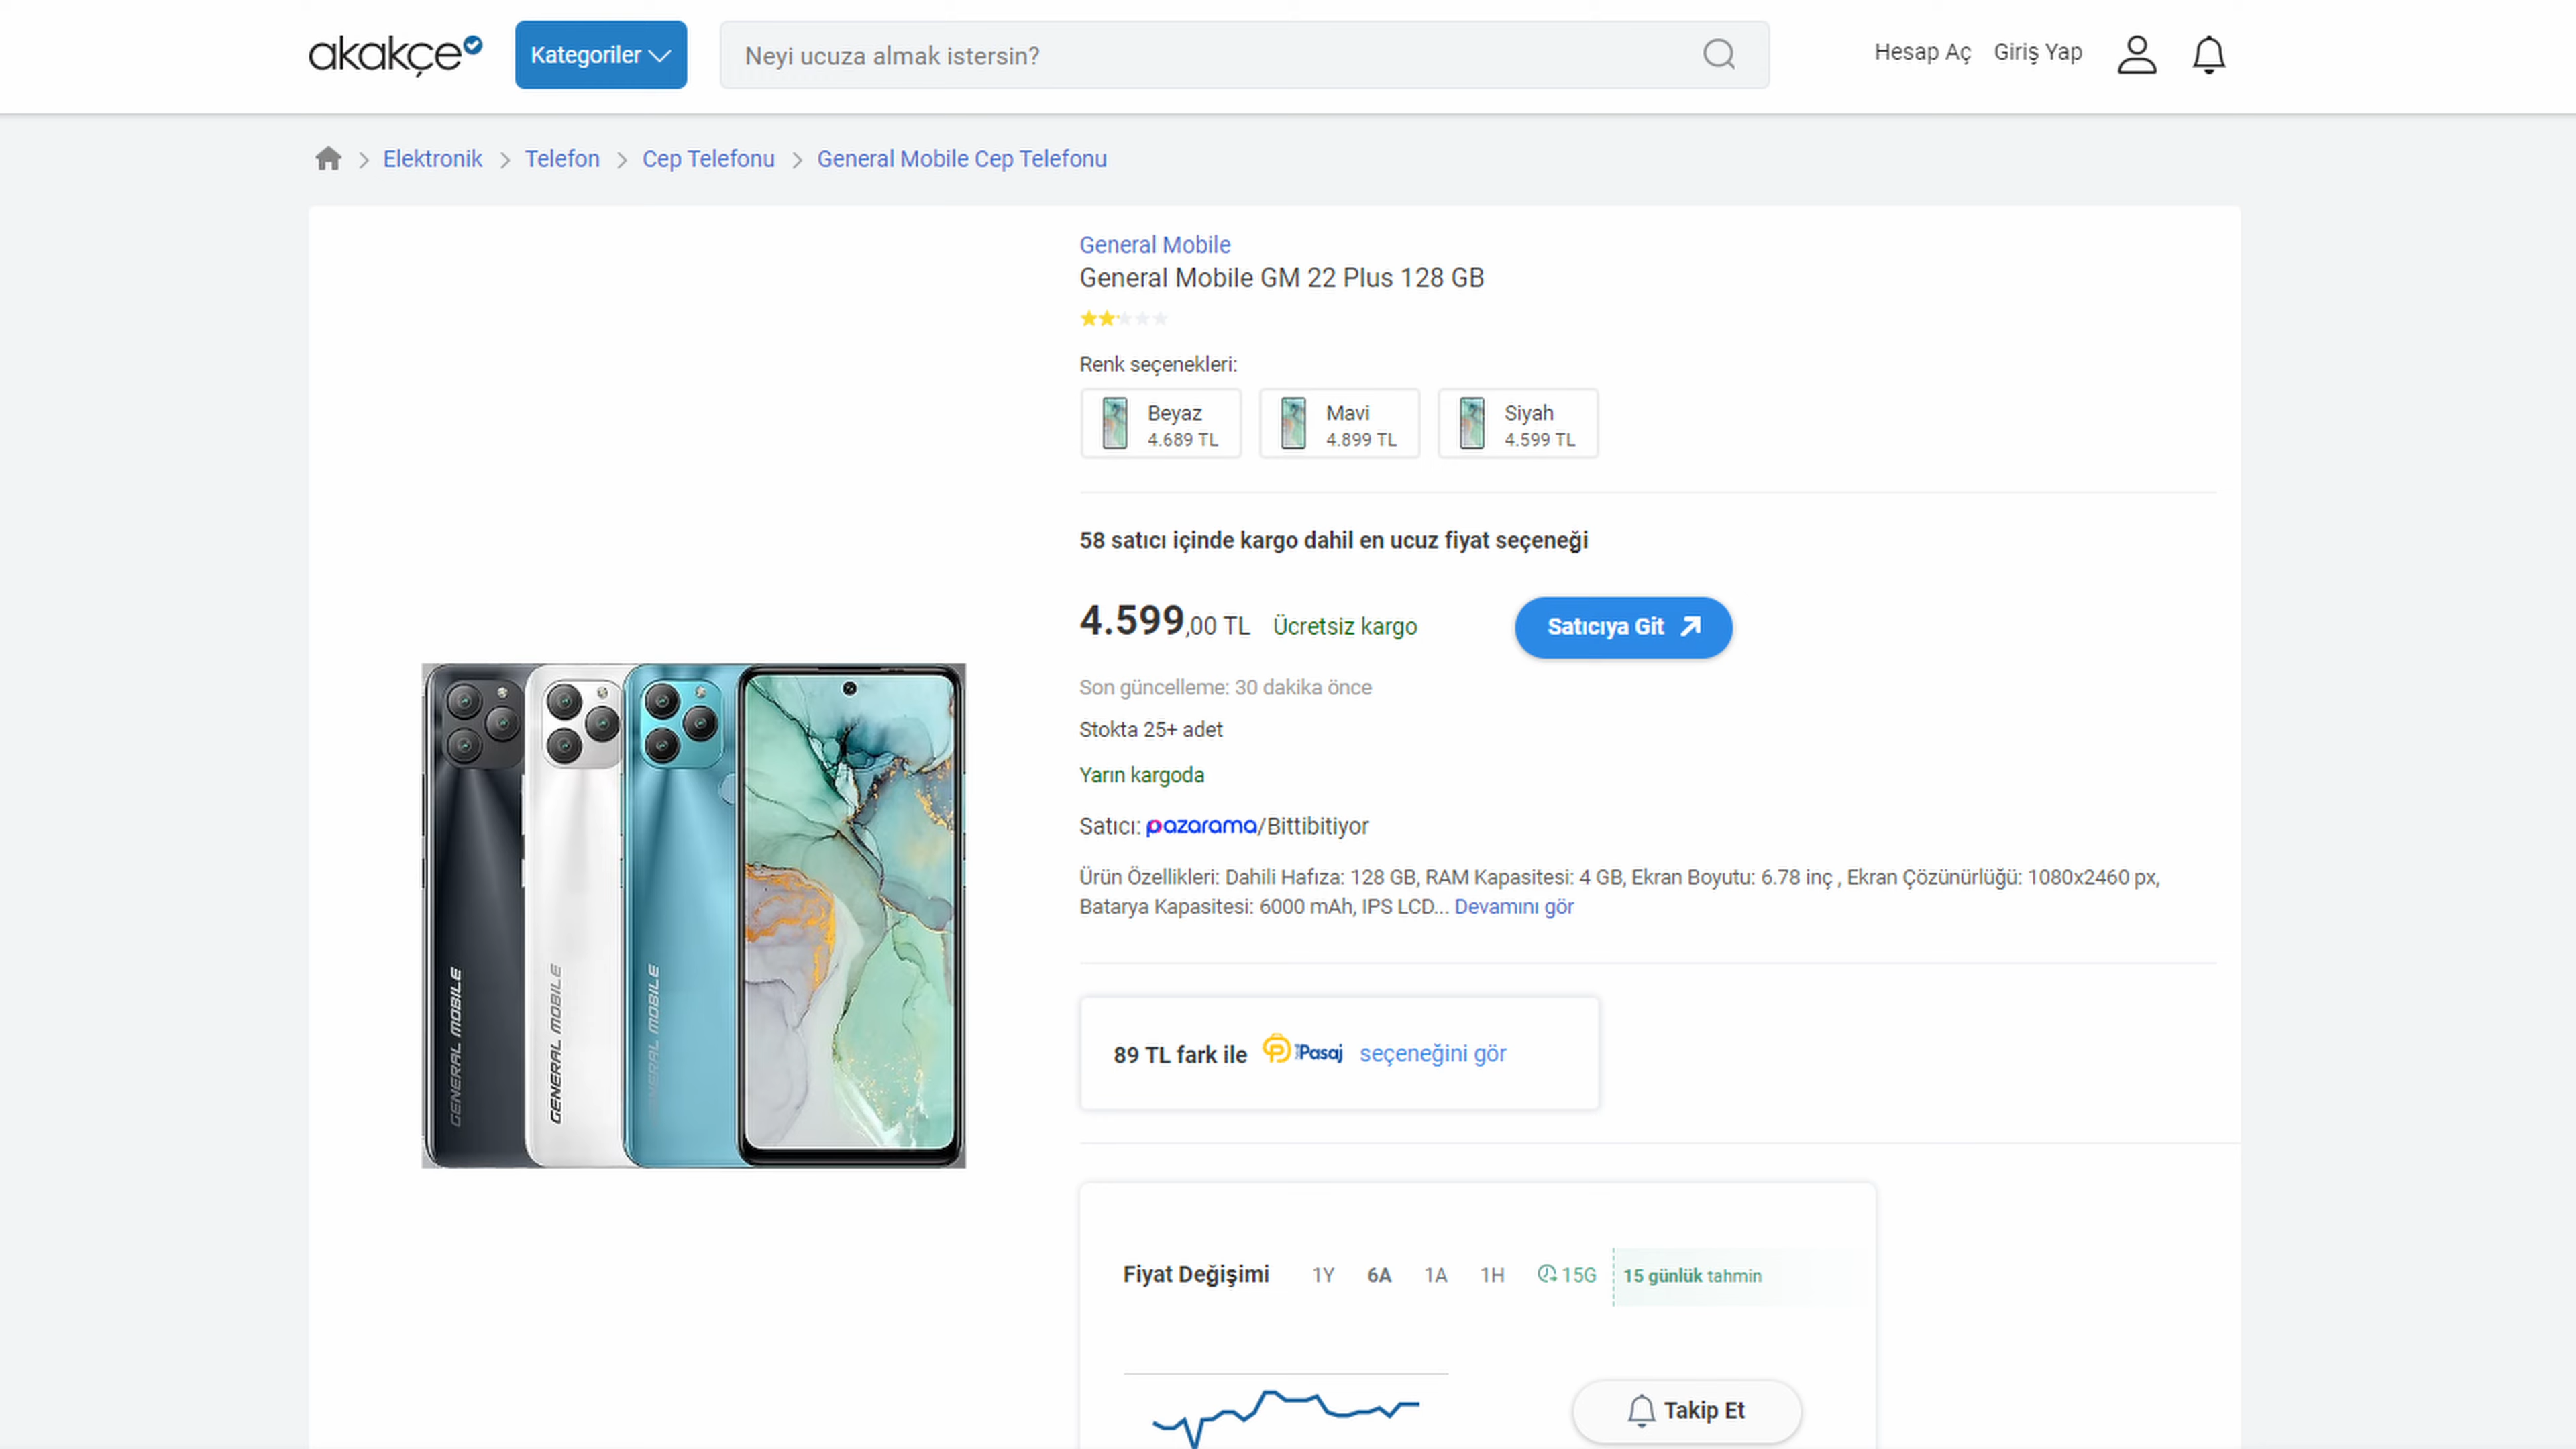 akakçe
Kategoriler
Neyi ucuza almak istersin?
Hesap Aç
Giriş Yap
Elektronik > Telefon > Cep Telefonu > General Mobile Cep Telefonu
General Mobile
General Mobile GM 22 Plus 128 GB
Renk seçenekleri:
Beyaz
4.689 TL
Mavi
4.899 TL
Siyah
4.599 TL
58 satıcı içinde kargo dahil en ucuz fiyat seçeneği
4.599,00 TL Ücretsiz kargo
Satıcıya Git
Son güncelleme: 30 dakika önce
Stokta 25+ adet
Yarın kargoda
Satıcı: pazarama/Bittibitiyor
Ürün Özellikleri: Dahili Hafıza: 128 GB, RAM Kapasitesi: 4 GB, Ekran Boyutu: 6.78 inç , Ekran Çözünürlüğü: 1080x2460 px,
Batarya Kapasitesi: 6000 mAh, IPS LCD... Devamını gör
GENERAL MOBILE
GENERAL MOBILE
GENERAL MOBILE
89 TL fark ile Pasaj seçeneğini gör
Fiyat Değişimi 1Y 6A 1A 1H 15G 15 günlük tahmin
Takip Et